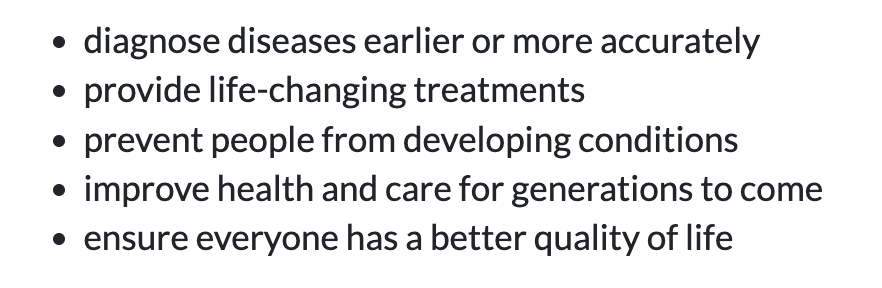 • diagnose diseases earlier or more accurately
• provide life-changing treatments
• prevent people from developing conditions
• improve health and care for generations to come
• ensure everyone has a better quality of life